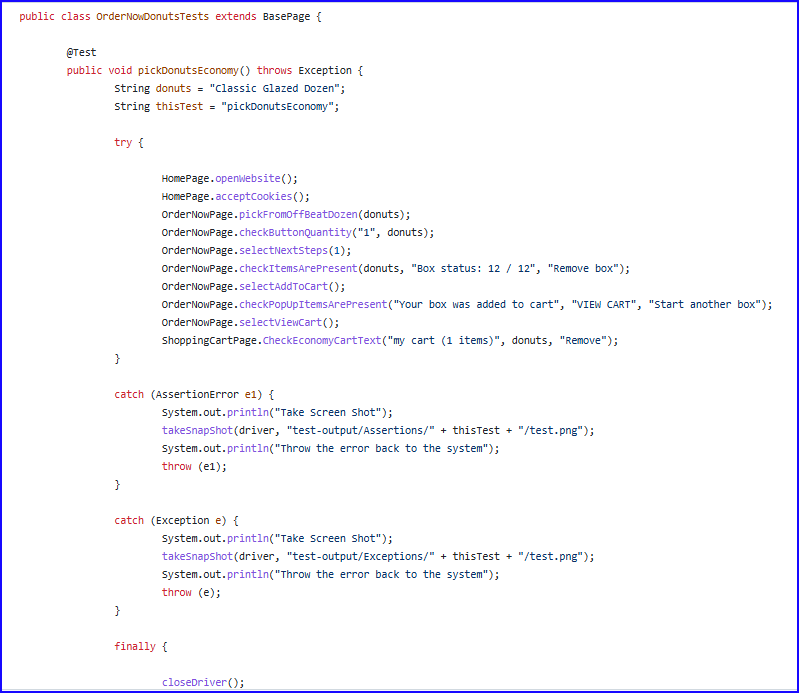 public class OrderNowDonutsTests extends BasePage {
@Test
public void pickDonutsEconomy() throws Exception {
String donuts = "Classic Glazed Dozen";
String thisTest = "pickDonutsEconomy";
try {
HomePage.openWebsite();
HomePage.acceptCookies();
OrderNowPage.pickFromOffBeatDozen(donuts);
OrderNowPage.checkButtonQuantity("1", donuts);
OrderNowPage.selectNextSteps(1);
OrderNowPage.checkItemsArePresent(donuts, "Box status: 12 / 12", "Remove box");
OrderNowPage.selectAddToCart();
OrderNowPage.checkPopUpItemsArePresent("Your box was added to cart", "VIEW CART", "Start another box");
OrderNowPage.selectViewCart();
ShoppingCartPage.CheckEconomyCartText("my cart (1 items)", donuts, "Remove");
}
catch (AssertionError e1) {
System.out.println("Take Screen Shot");
takeSnapShot(driver, "test-output/Assertions/" + thisTest + "/test.png");
System.out.println("Throw the error back to the system");
throw (e1);
}
catch (Exception e) {
System.out.println("Take Screen Shot");
takeSnapShot(driver, "test-output/Exceptions/" + thisTest + "/test.png");
System.out.println("Throw the error back to the system");
throw (e);
}
finally {
closeDriver();